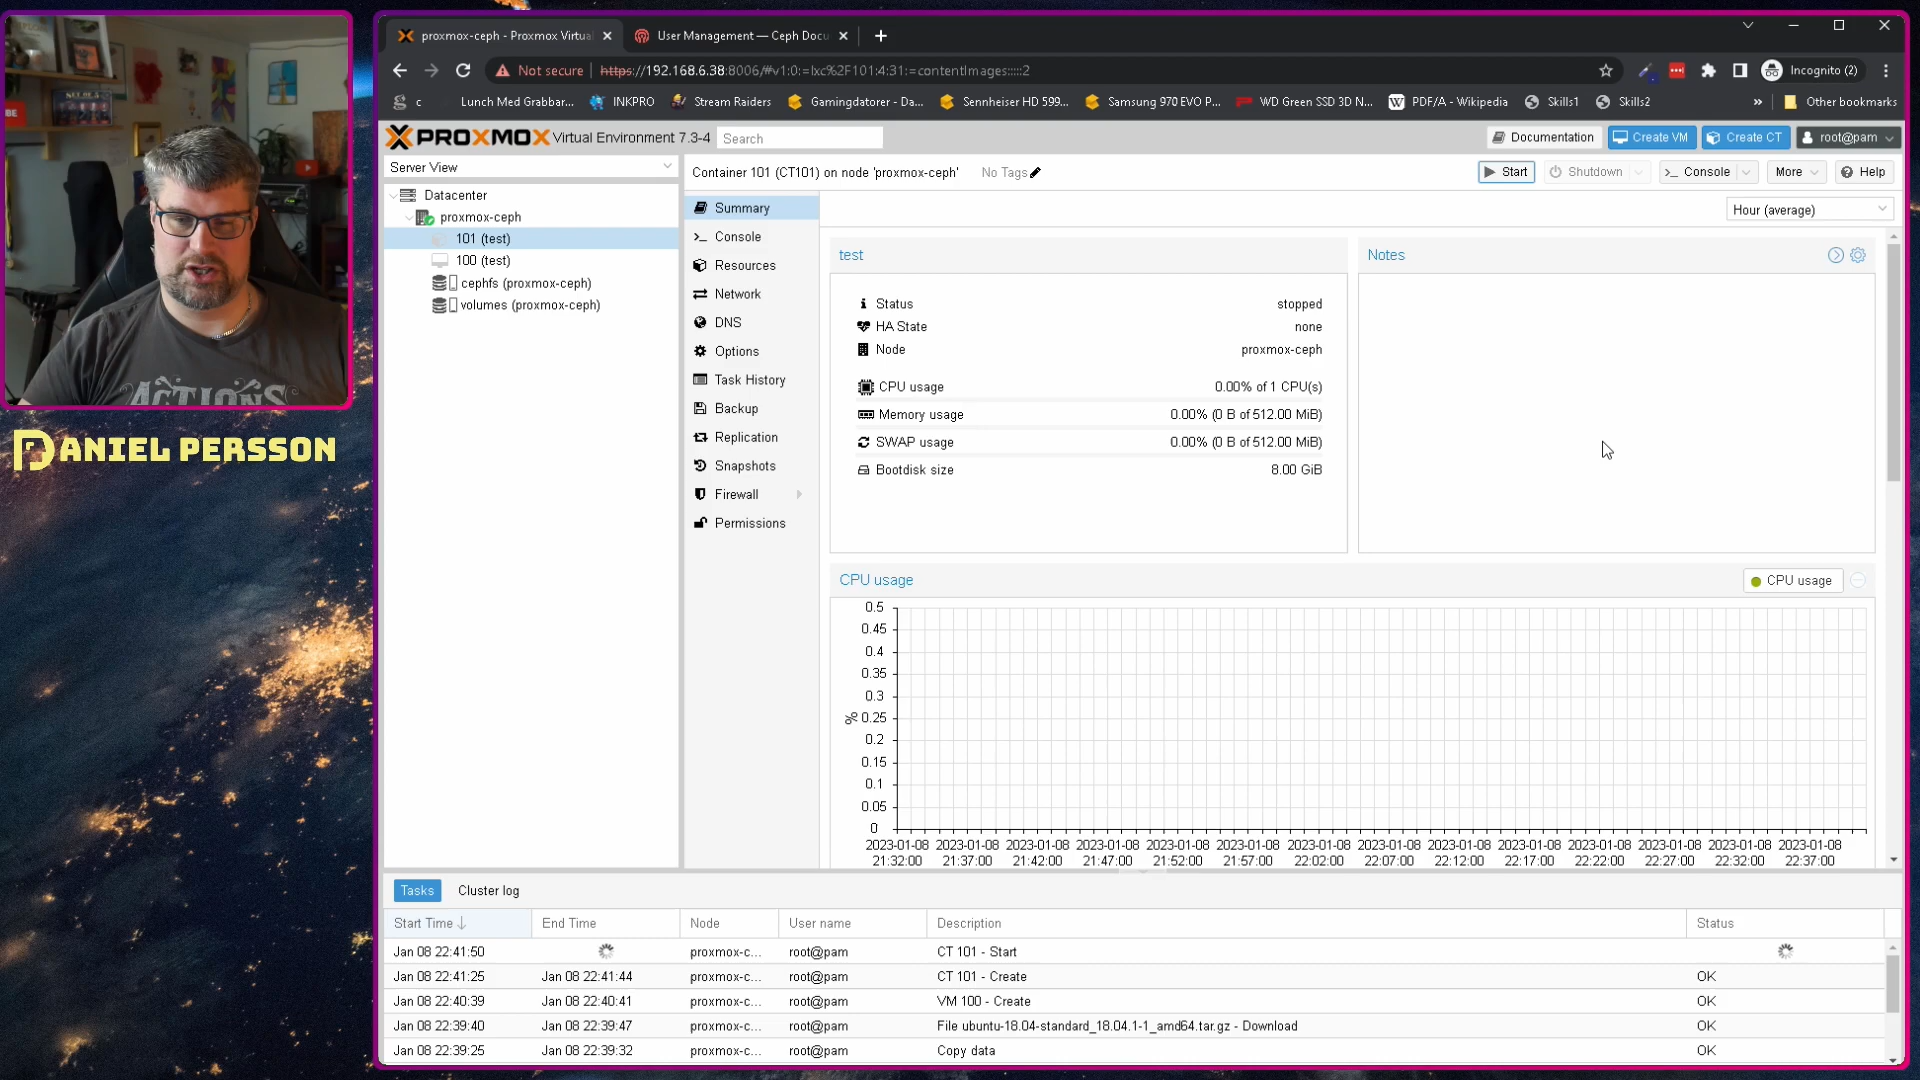 proxmox-ceph - Proxmox Virtua
User Management — Ceph Docu
Not secure
https://192.168.6.38:8006/#v1:0:=lxc%2F101:4:31:=contentImages:::::2
Incognito (2)
c
Lunch Med Grabbar...
INKPRO
Stream Raiders
Gamingdatorer - Da...
Sennheiser HD 599...
Samsung 970 EVO P...
WD Green SSD 3D N...
PDF/A - Wikipedia
Skills1
Skills2
»
Other bookmarks
PROXMOX Virtual Environment 7.3-4
Search
Documentation
Create VM
Create CT
root@pam
Server View
Container 101 (CT101) on node 'proxmox-ceph'
No Tags
Start
Shutdown
Console
More
Help
Datacenter
proxmox-ceph
101 (test)
100 (test)
cephfs (proxmox-ceph)
volumes (proxmox-ceph)
Summary
Console
Resources
Network
DNS
Options
Task History
Backup
Replication
Snapshots
Firewall
Permissions
Hour (average)
test
Status stopped
HA State none
Node proxmox-ceph
CPU usage 0.00% of 1 CPU(s)
Memory usage 0.00% (0 B of 512.00 MiB)
SWAP usage 0.00% (0 B of 512.00 MiB)
Bootdisk size 8.00 GiB
Notes
CPU usage
CPU usage
0.5
0.45
0.4
0.35
0.3
0.25
0.2
0.15
0.1
0.05
0
%
2023-01-08 2023-01-08 2023-01-08 2023-01-08 2023-01-08 2023-01-08 2023-01-08 2023-01-08 2023-01-08 2023-01-08 2023-01-08 2023-01-08 2023-01-08 2023-01-08
21:32:00 21:37:00 21:42:00 21:47:00 21:52:00 21:57:00 22:02:00 22:07:00 22:12:00 22:17:00 22:22:00 22:27:00 22:32:00 22:37:00
Tasks
Cluster log
Start Time End Time Node User name Description Status
Jan 08 22:41:50 proxmox-c... root@pam CT 101 - Start
Jan 08 22:41:25 Jan 08 22:41:44 proxmox-c... root@pam CT 101 - Create OK
Jan 08 22:40:39 Jan 08 22:40:41 proxmox-c... root@pam VM 100 - Create OK
Jan 08 22:39:40 Jan 08 22:39:47 proxmox-c... root@pam File ubuntu-18.04-standard_18.04.1-1_amd64.tar.gz - Download OK
Jan 08 22:39:25 Jan 08 22:39:32 proxmox-c... root@pam Copy data OK
DANIEL PERSSON
ACTIONS